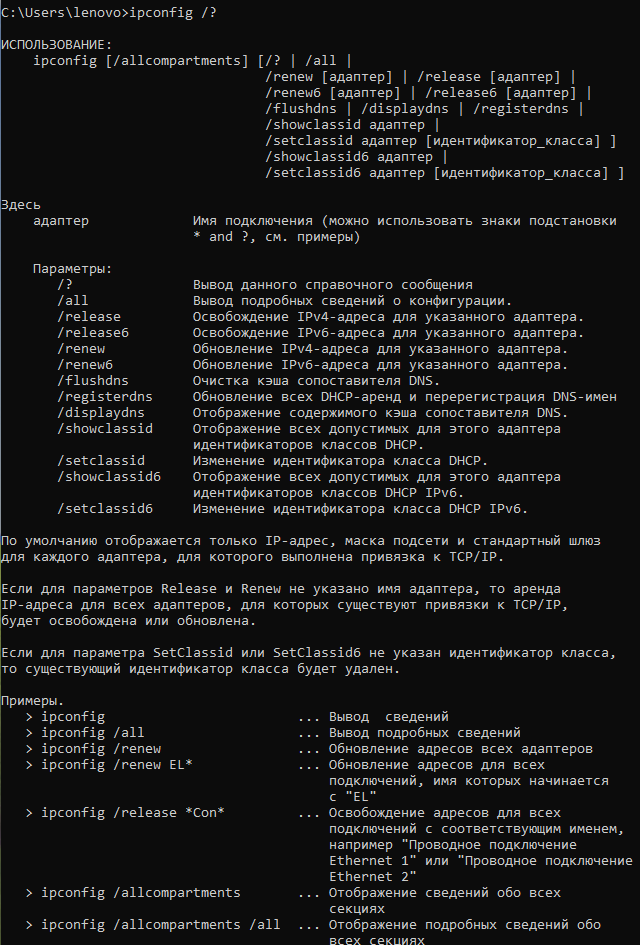 C:\Users\lenovo>ipconfig /?
ИСПОЛЬЗОВАНИЕ:
ipconfig [/allcompartments] [/? | /all |
/renew [адаптер] | /release [адаптер] |
/renew6 [адаптер] | /release6 [адаптер] |
/flushdns | /displaydns | /registerdns |
/showclassid адаптер |
/setclassid адаптер [идентификатор_класса] ]
/showclassid6 адаптер |
/setclassid6 адаптер [идентификатор_класса] ]
Здесь
адаптер Имя подключения (можно использовать знаки подстановки
* and ?, см. примеры)
Параметры:
/? Вывод данного справочного сообщения
/all Вывод подробных сведений о конфигурации.
/release Освобождение IPv4-адреса для указанного адаптера.
/release6 Освобождение IPv6-адреса для указанного адаптера.
/renew Обновление IPv4-адреса для указанного адаптера.
/renew6 Обновление IPv6-адреса для указанного адаптера.
/flushdns Очистка кэша сопоставителя DNS.
/registerdns Обновление всех DHCP-аренд и перерегистрация DNS-имен
/displaydns Отображение содержимого кэша сопоставителя DNS.
/showclassid Отображение всех допустимых для этого адаптера
идентификаторов классов DHCP.
/setclassid Изменение идентификатора класса DHCP.
/showclassid6 Отображение всех допустимых для этого адаптера
идентификаторов классов DHCP IPv6.
/setclassid6 Изменение идентификатора класса DHCP IPv6.
По умолчанию отображается только IP-адрес, маска подсети и стандартный шлюз
для каждого адаптера, для которого выполнена привязка к TCP/IP.
Если для параметров Release и Renew не указано имя адаптера, то аренда
IP-адреса для всех адаптеров, для которых существуют привязки к TCP/IP,
будет освобождена или обновлена.
Если для параметра SetClassid или SetClassid6 не указан идентификатор класса,
то существующий идентификатор класса будет удален.
Примеры.
> ipconfig ... Вывод  сведений
> ipconfig /all ... Вывод подробных сведений
> ipconfig /renew ... Обновление адресов всех адаптеров
> ipconfig /renew EL* ... Обновление адресов для всех
подключений, имя которых начинается
с "EL"
> ipconfig /release *Con* ... Освобождение адресов для всех
подключений с соответствующим именем,
например "Проводное подключение
Ethernet 1" или "Проводное подключение
Ethernet 2"
> ipconfig /allcompartments ... Отображение сведений обо всех
секциях
> ipconfig /allcompartments /all ... Отображение подробных сведений обо
всех секциях